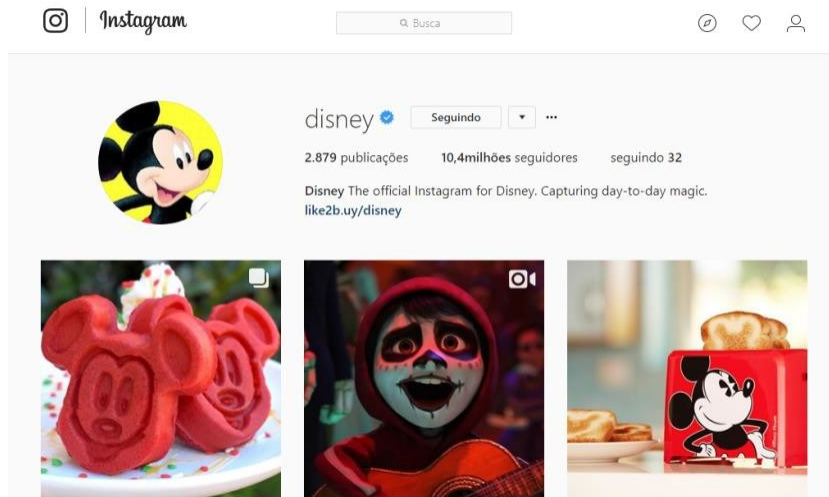 Instagram
Busca
disney Seguindo
2.879 publicações 10,4milhões seguidores seguindo 32
Disney The official Instagram for Disney. Capturing day-to-day magic.
like2b.uy/disney